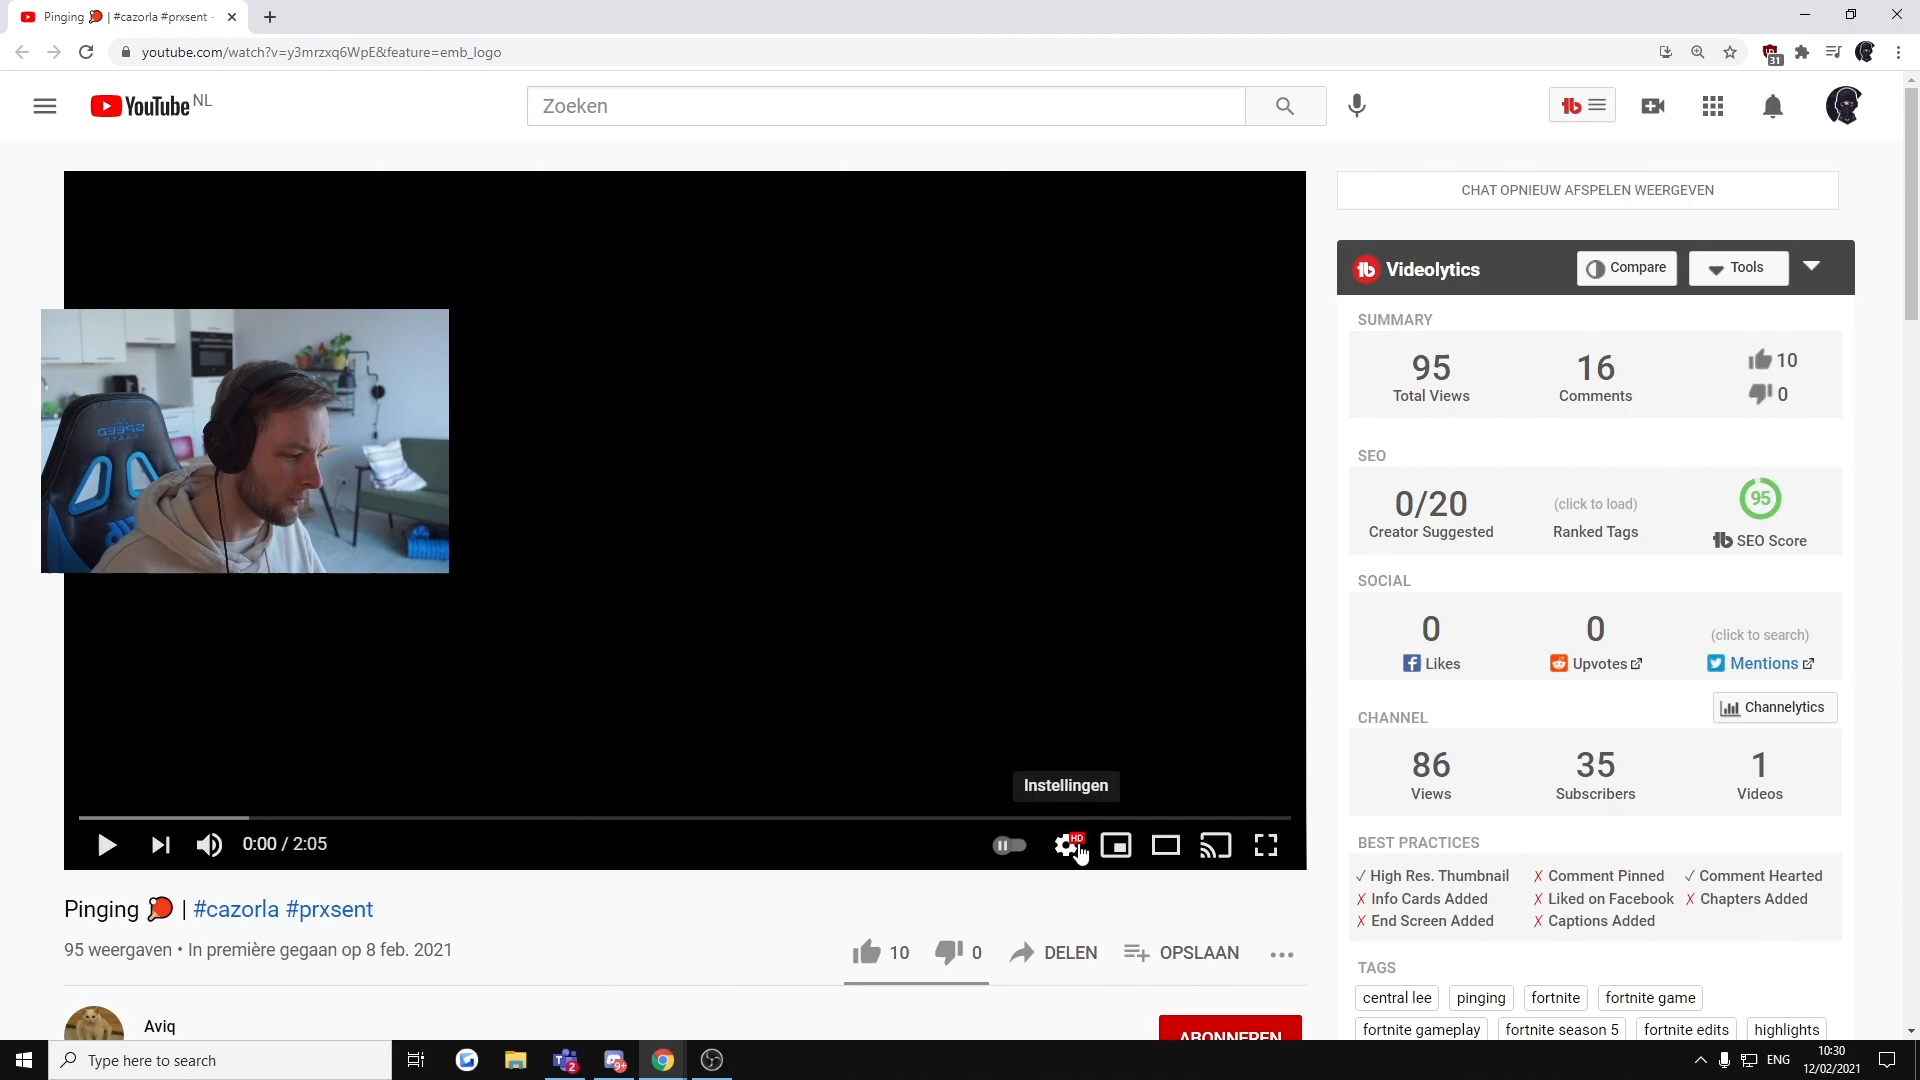 Pinging 🏓 | #cazorla #prxsent -
youtube.com/watch?v=y3mrzxq6WpE&feature=emb_logo
31
YouTube NL
Zoeken
CHAT OPNIEUW AFSPELEN WEERGEVEN
Videolytics
Compare
Tools
SUMMARY
95
Total Views
16
Comments
10
0
SEO
0/20
Creator Suggested
(click to load)
Ranked Tags
95
SEO Score
SOCIAL
0
Likes
0
Upvotes
(click to search)
Mentions
Channelytics
CHANNEL
86
Views
35
Subscribers
1
Videos
BEST PRACTICES
✓ High Res. Thumbnail ✗ Comment Pinned ✓ Comment Hearted
✗ Info Cards Added ✗ Liked on Facebook ✗ Chapters Added
✗ End Screen Added ✗ Captions Added
TAGS
central lee pinging fortnite fortnite game
fortnite gameplay fortnite season 5 fortnite edits highlights
Instellingen
0:00 / 2:05
HD
Pinging 🏓 | #cazorla #prxsent
95 weergaven • In première gegaan op 8 feb. 2021
10 0 DELEN OPSLAAN
Aviq
ABONNEREN
Type here to search
2
9+
ENG
10:30
12/02/2021